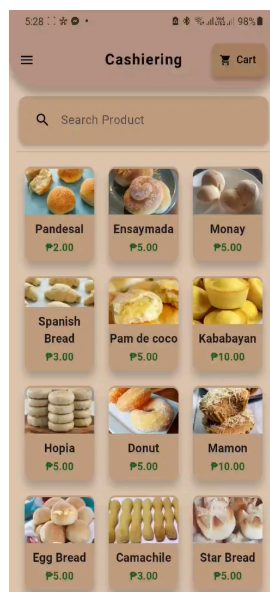 5:28
98%
Cashiering
Cart
Search Product
Pandesal
₱2.00
Ensaymada
₱5.00
Monay
₱5.00
Spanish
Bread
₱3.00
Pam de coco
₱5.00
Kababayan
₱10.00
Hopia
₱5.00
Donut
₱5.00
Mamon
₱10.00
Egg Bread
₱5.00
Camachile
₱3.00
Star Bread
₱5.00